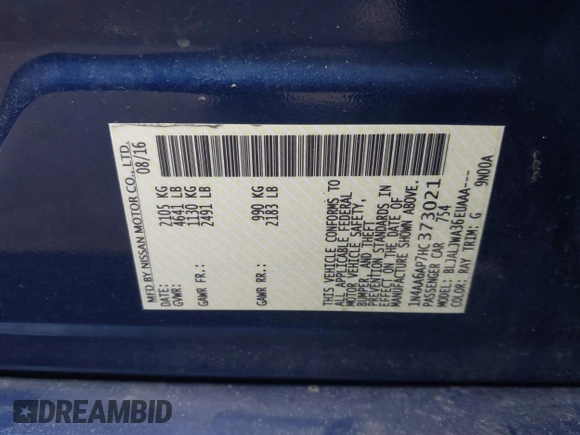 MFD BY NISSAN MOTOR CO., LTD.
DATE: 08/16
GVWR: 2105 KG
4641 LB
GAWR FR: 1130 KG
2491 LB
GAWR RR: 990 KG
2183 LB
THIS VEHICLE CONFORMS TO
ALL APPLICABLE FEDERAL
MOTOR VEHICLE SAFETY,
BUMPER, AND THEFT
PREVENTION STANDARDS IN
EFFECT ON THE DATE OF
MANUFACTURE SHOWN ABOVE.
1N4AA6AP7HC373021
PASSENGER CAR 754
MODEL: BLJALJWA36EUAAA---
COLOR: RAY TRIM: G 9N00A
DREAMBID